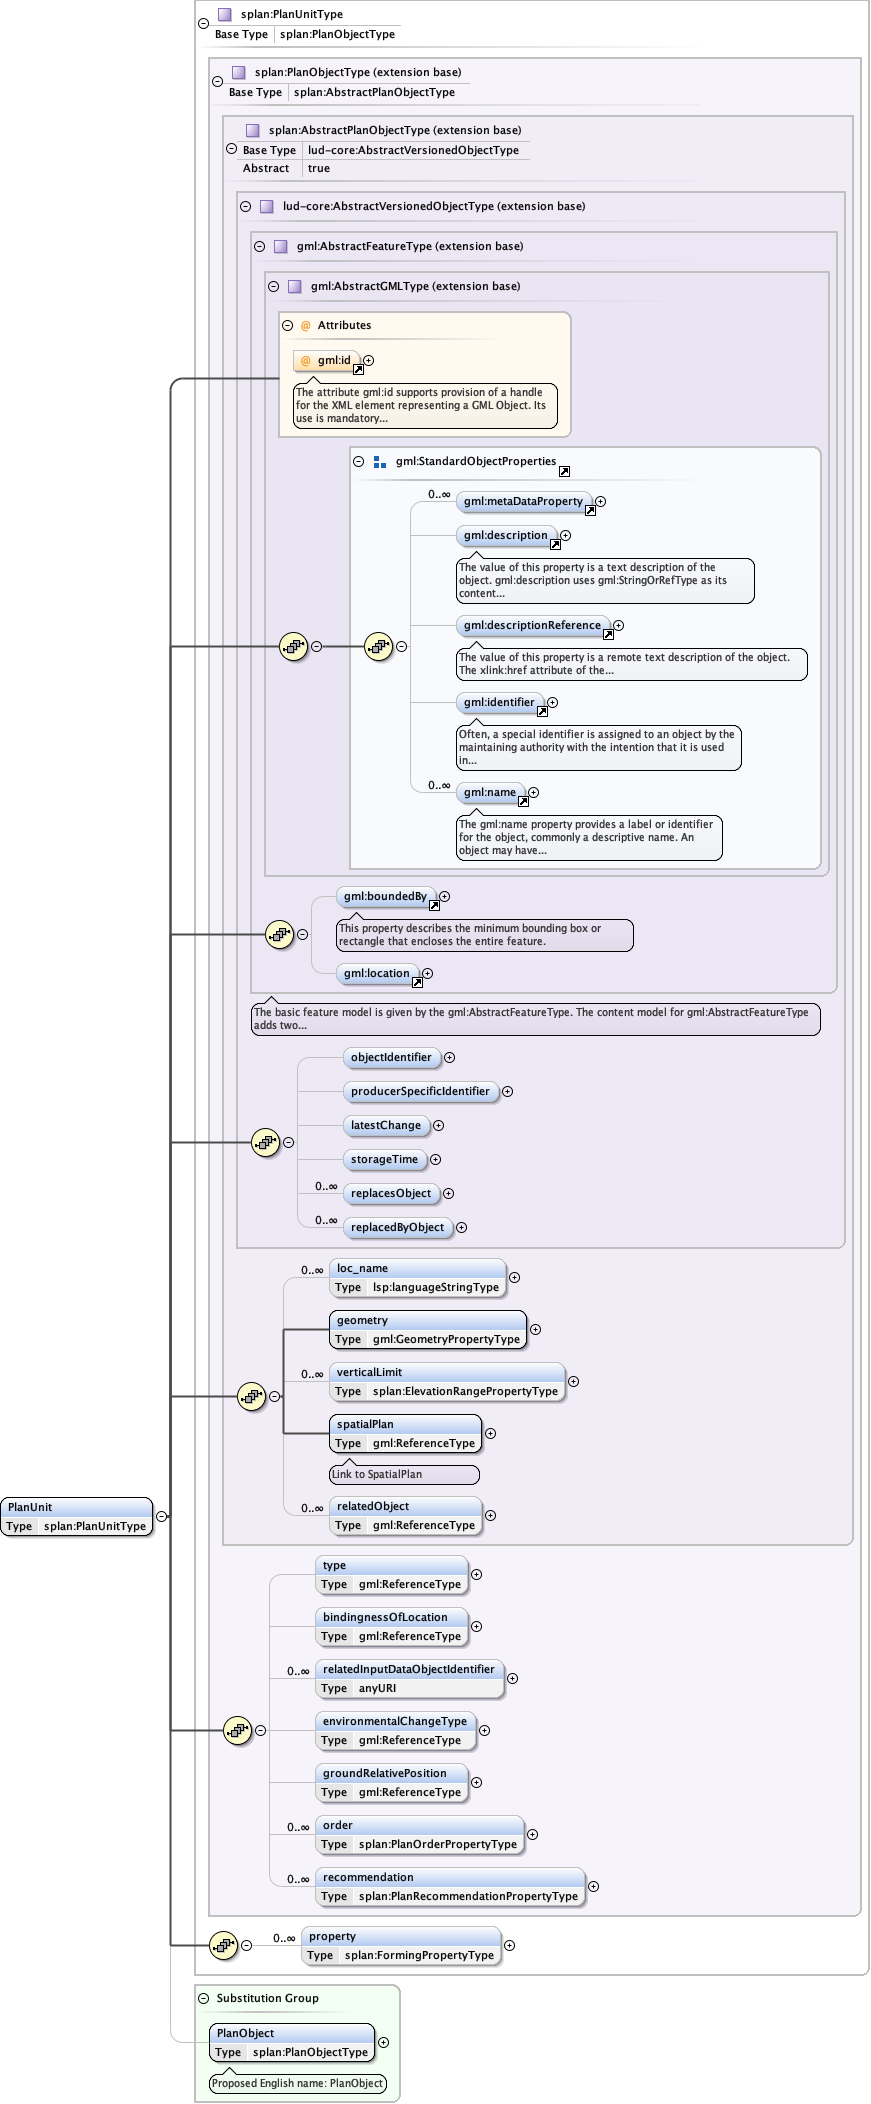 splan:PlanUnitType
Base Type splan:PlanObjectType
splan:PlanObjectType (extension base)
Base Type splan:AbstractPlanObjectType
splan:AbstractPlanObjectType (extension base)
Base Type lud-core:AbstractVersionedObjectType
Abstract true
lud-core:AbstractVersionedObjectType (extension base)
gml:AbstractFeatureType (extension base)
gml:AbstractGMLType (extension base)
@ Attributes
@ gml:id
The attribute gml:id supports provision of a handle
for the XML element representing a GML Object. Its
use is mandatory...
gml:StandardObjectProperties
0..∞ gml:metaDataProperty
gml:description
The value of this property is a text description of the
object. gml:description uses gml:StringOrRefType as its
content...
gml:descriptionReference
The value of this property is a remote text description of the object.
The xlink:href attribute of the...
gml:identifier
Often, a special identifier is assigned to an object by the
maintaining authority with the intention that it is used
in...
0..∞ gml:name
The gml:name property provides a label or identifier
for the object, commonly a descriptive name. An
object may have...
gml:boundedBy
This property describes the minimum bounding box or
rectangle that encloses the entire feature.
gml:location
The basic feature model is given by the gml:AbstractFeatureType. The content model for gml:AbstractFeatureType
adds two...
objectIdentifier
producerSpecificIdentifier
latestChange
storageTime
0..∞ replacesObject
0..∞ replacedByObject
0..∞ loc_name
Type lsp:languageStringType
geometry
Type gml:GeometryPropertyType
0..∞ verticalLimit
Type splan:ElevationRangePropertyType
spatialPlan
Type gml:ReferenceType
Link to SpatialPlan
0..∞ relatedObject
Type gml:ReferenceType
PlanUnit
Type splan:PlanUnitType
type
Type gml:ReferenceType
bindingnessOfLocation
Type gml:ReferenceType
0..∞ relatedInputDataObjectIdentifier
Type anyURI
environmentalChangeType
Type gml:ReferenceType
groundRelativePosition
Type gml:ReferenceType
0..∞ order
Type splan:PlanOrderPropertyType
0..∞ recommendation
Type splan:PlanRecommendationPropertyType
0..∞ property
Type splan:FormingPropertyType
Substitution Group
PlanObject
Type splan:PlanObjectType
Proposed English name: PlanObject